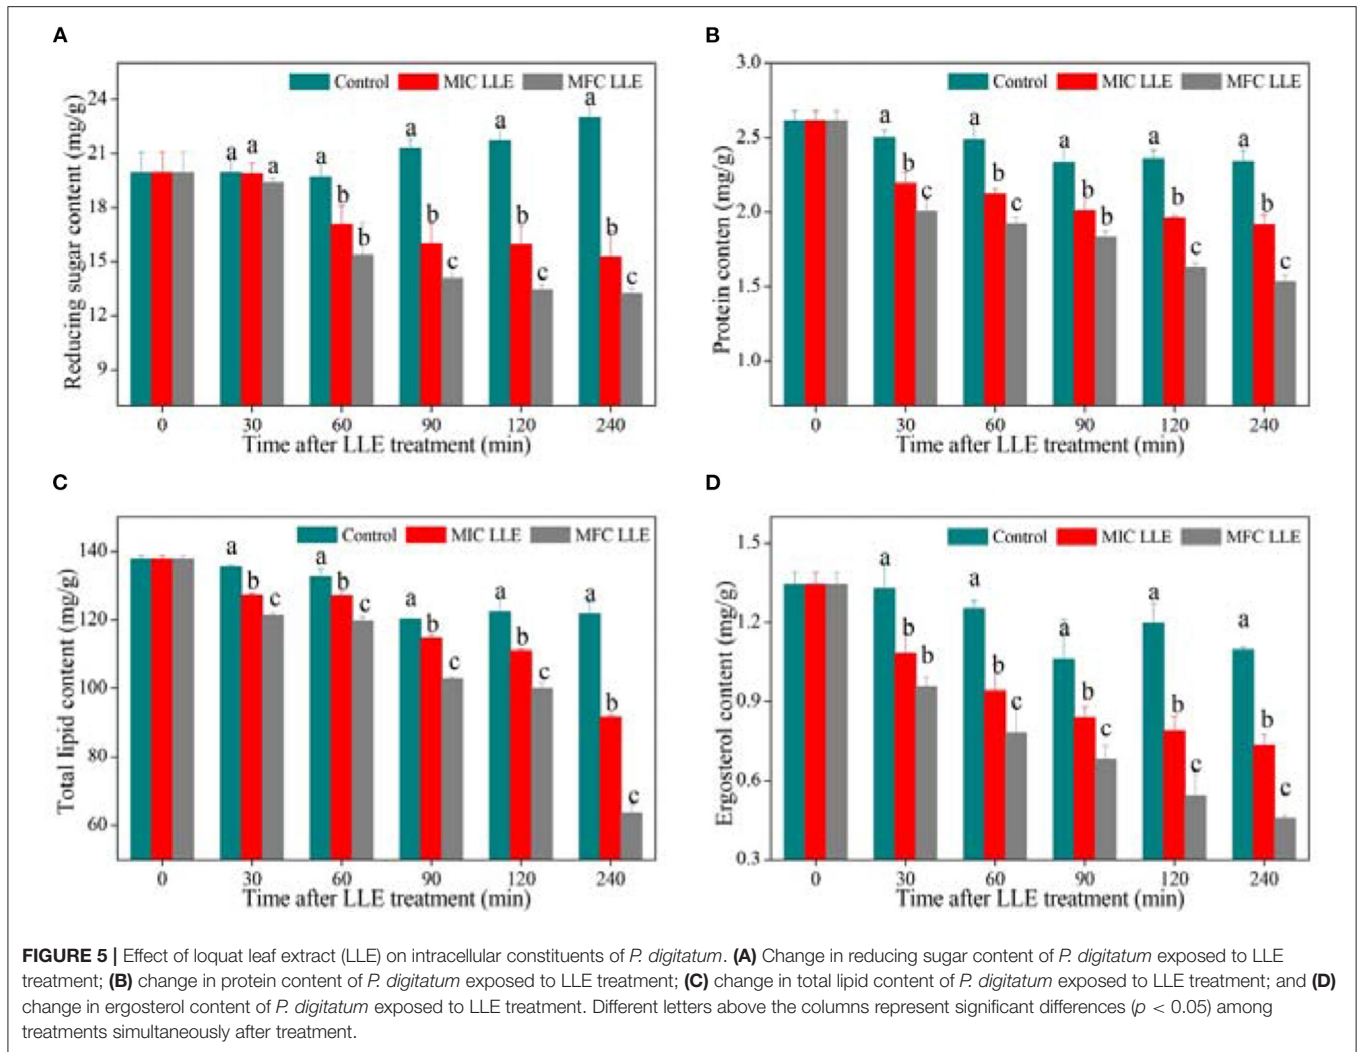 A
Control MIC LLE MFC LLE
Reducing sugar content (mg/g)
24
21
18
15
12
9
a a a
a b b
a b c
a b c
a b c
0 30 60 90 120 240
Time after LLE treatment (min)
B
Control MIC LLE MFC LLE
Protein conten (mg/g)
3.0
2.5
2.0
1.5
1.0
a b c
a b c
a b b
a b c
a b c
0 30 60 90 120 240
Time after LLE treatment (min)
C
Control MIC LLE MFC LLE
Total lipid content (mg/g)
140
120
100
80
60
a b c
a b c
a b c
a b c
a b c
0 30 60 90 120 240
Time after LLE treatment (min)
D
Control MIC LLE MFC LLE
Ergosterol content (mg/g)
1.5
1.2
0.9
0.6
0.3
a b b
a b c
a b c
a b c
a b c
0 30 60 90 120 240
Time after LLE treatment (min)
FIGURE 5 | Effect of loquat leaf extract (LLE) on intracellular constituents of P. digitatum. (A) Change in reducing sugar content of P. digitatum exposed to LLE
treatment; (B) change in protein content of P. digitatum exposed to LLE treatment; (C) change in total lipid content of P. digitatum exposed to LLE treatment; and (D)
change in ergosterol content of P. digitatum exposed to LLE treatment. Different letters above the columns represent significant differences (p < 0.05) among
treatments simultaneously after treatment.